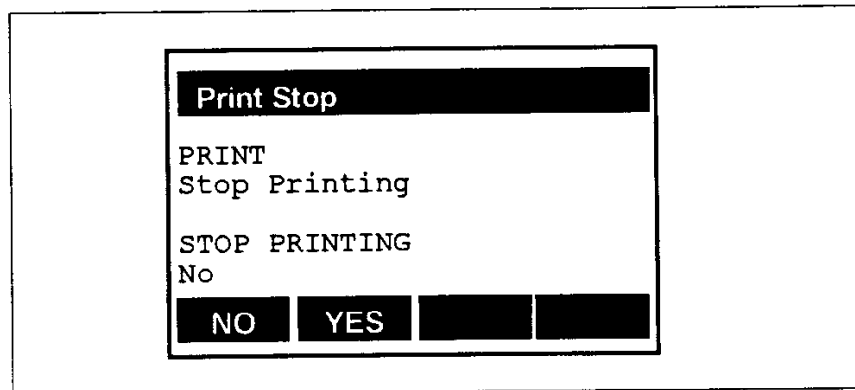 Print Stop
PRINT
Stop Printing
STOP PRINTING
No
NO YES